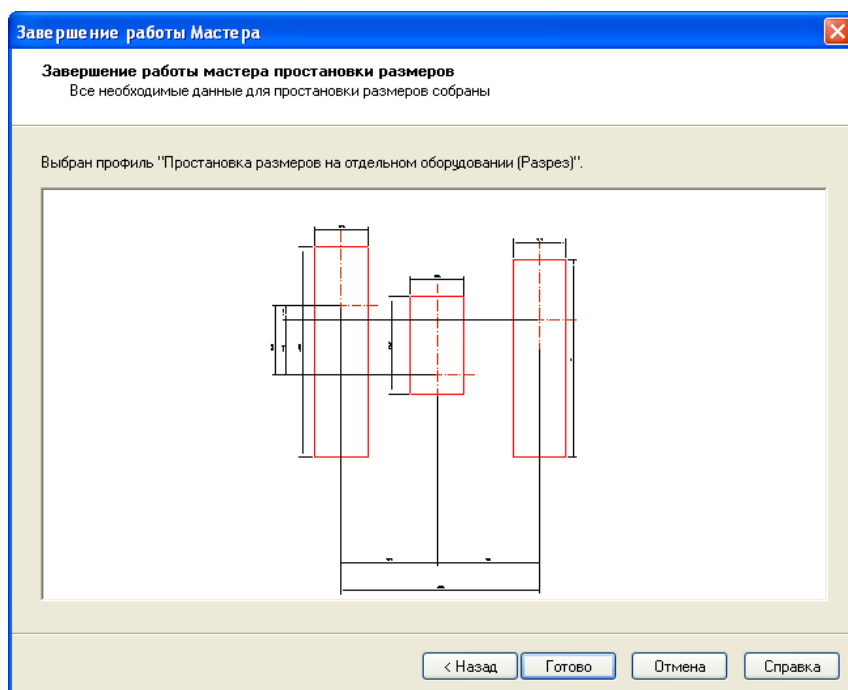 Завершение работы Мастера
Завершение работы мастера простановки размеров
Все необходимые данные для простановки размеров собраны
Выбран профиль "Простановка размеров на отдельном оборудовании (Разрез)".
< Назад
Готово
Отмена
Справка